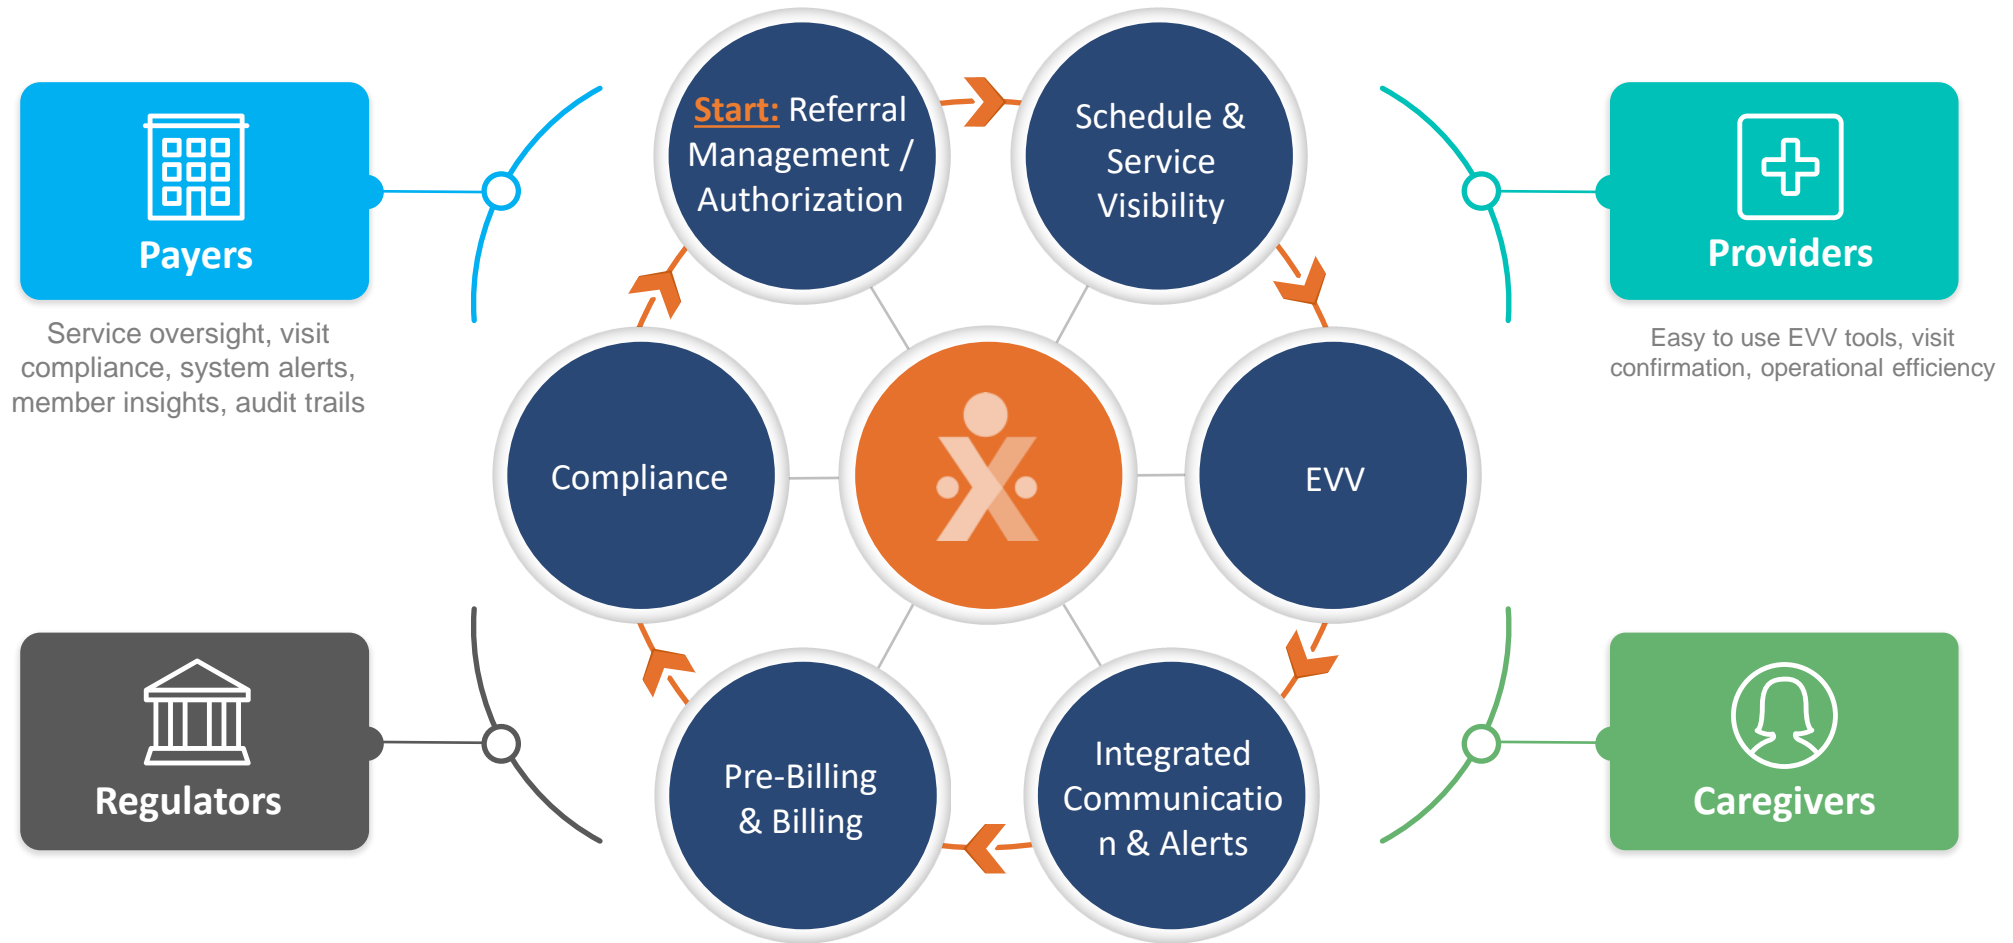 Payers
Service oversight, visit
compliance, system alerts,
member insights, audit trails
Start: Referral
Management /
Authorization
Schedule &
Service
Visibility
Providers
Easy to use EVV tools, visit
confirmation, operational efficiency
Compliance
EVV
Regulators
Pre-Billing
& Billing
Integrated
Communicatio
n & Alerts
Caregivers